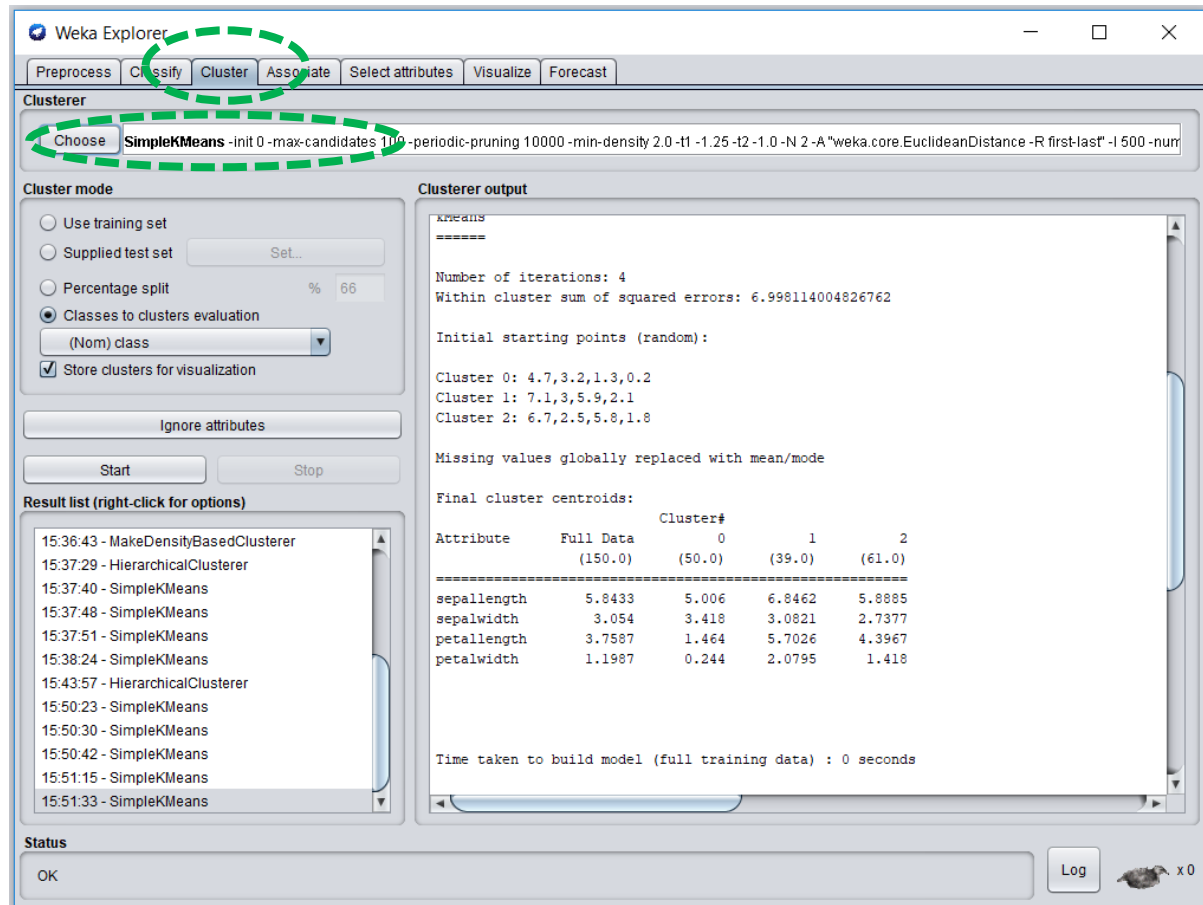 Weka Explorer
Preprocess Classify Cluster Associate Select attributes Visualize Forecast
Clusterer
Choose SimpleKMeans -init 0 -max-candidates 100 -periodic-pruning 10000 -min-density 2.0 -t1 -1.25 -t2 -1.0 -N 2 -A "weka.core.EuclideanDistance -R first-last" -I 500 -num
Cluster mode
Use training set
Supplied test set Set...
Percentage split % 66
Classes to clusters evaluation
(Nom) class
Store clusters for visualization
Ignore attributes
Start Stop
Result list (right-click for options)
15:36:43 - MakeDensityBasedClusterer
15:37:29 - HierarchicalClusterer
15:37:40 - SimpleKMeans
15:37:48 - SimpleKMeans
15:37:51 - SimpleKMeans
15:38:24 - SimpleKMeans
15:43:57 - HierarchicalClusterer
15:50:23 - SimpleKMeans
15:50:30 - SimpleKMeans
15:50:42 - SimpleKMeans
15:51:15 - SimpleKMeans
15:51:33 - SimpleKMeans
Clusterer output
kMeans
======
Number of iterations: 4
Within cluster sum of squared errors: 6.998114004826762
Initial starting points (random):
Cluster 0: 4.7,3.2,1.3,0.2
Cluster 1: 7.1,3,5.9,2.1
Cluster 2: 6.7,2.5,5.8,1.8
Missing values globally replaced with mean/mode
Final cluster centroids:
Cluster#
Attribute Full Data 0 1 2
(150.0) (50.0) (39.0) (61.0)
=========================================================
sepallength 5.8433 5.006 6.8462 5.8885
sepalwidth 3.054 3.418 3.0821 2.7377
petallength 3.7587 1.464 5.7026 4.3967
petalwidth 1.1987 0.244 2.0795 1.418
Time taken to build model (full training data) : 0 seconds
Status
OK
Log x 0